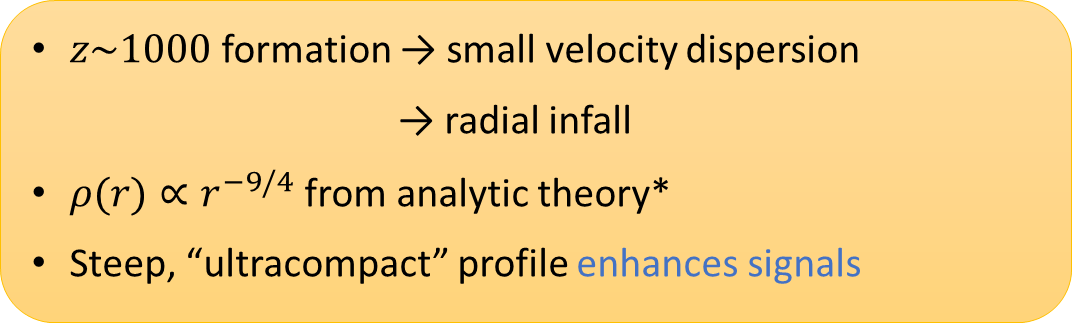 • z~1000 formation → small velocity dispersion
→ radial infall
• ρ(r) ∝ r^{-9/4} from analytic theory*
• Steep, “ultracompact” profile enhances signals